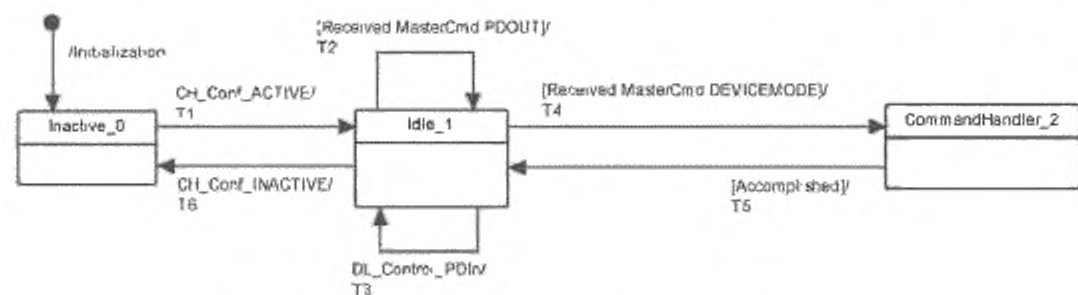 [Received MasterCmd PDOUT]/
T2
/Initialization
CH_Conf_ACTIVE/
T1
[Received MasterCmd DEVICEMODE]/
T4
Inactive_0
Idle_1
CommandHandler_2
CH_Conf_INACTIVE/
T6
[Accomplished]/
T5
DL_Control_PDIn/
T3